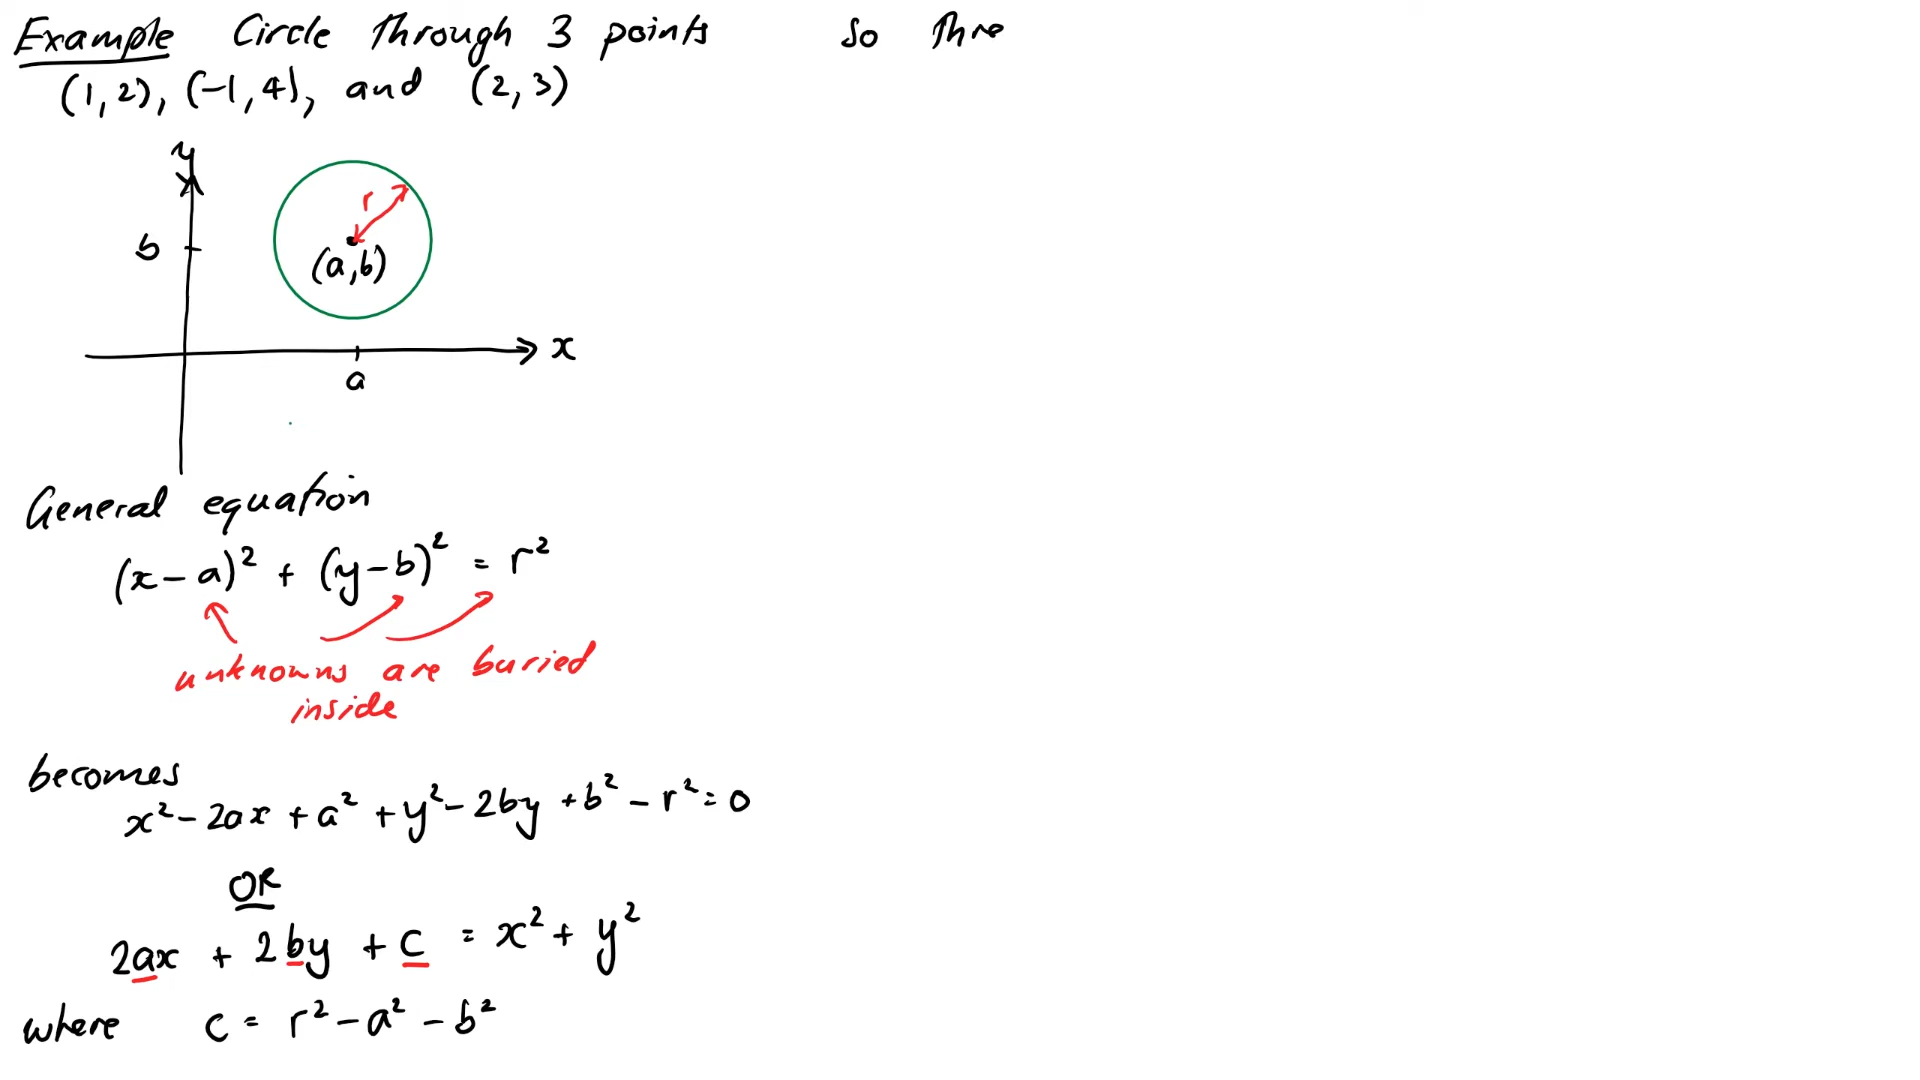 Example Circle through 3 points
(1,2), (-1,4), and (2,3)
y
r
b
(a,b)
x
a
General equation
(x-a)² + (y-b)² = r²
unknowns are buried
inside
becomes
x² - 2ax + a² + y² - 2by + b² - r² = 0
OR
2ax + 2by + c = x² + y²
where c = r² - a² - b²
So thre